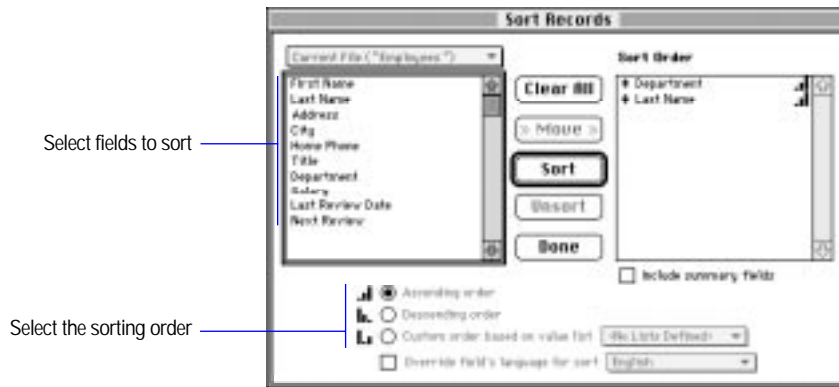 Sort Records
Current File ("Employees")
Sort Order
First Name
Last Name
Address
City
Home Phone
Title
Department
Salary
Last Review Date
Next Review
Clear All
» Move »
Sort
Unsort
Done
Department
Last Name
Include summary fields
Select fields to sort
Ascending order
Descending order
Custom order based on value list
<No Lists Defined>
Override field's language for sort
English
Select the sorting order